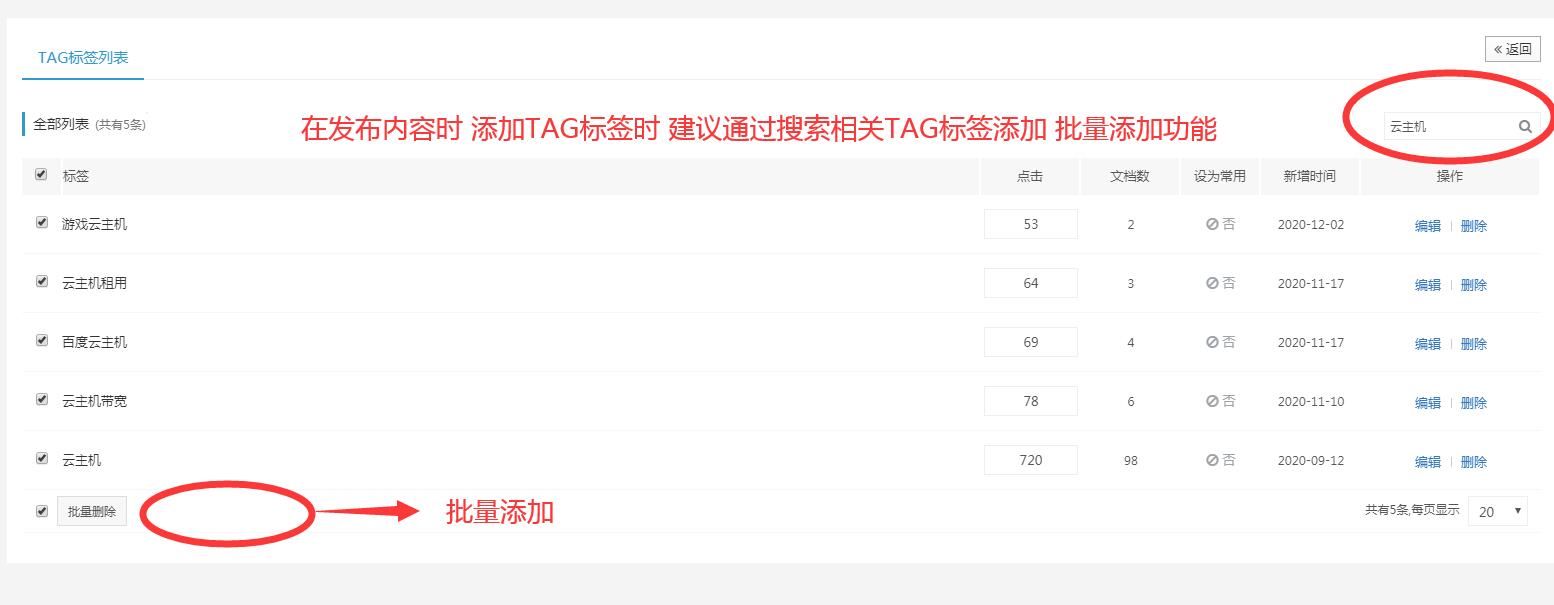 TAG标签列表
返回
全部列表 (共有5条)
在发布内容时 添加TAG标签时 建议通过搜索相关TAG标签添加 批量添加功能
云主机
标签 点击 文档数 设为常用 新增时间 操作
游戏云主机 53 2 否 2020-12-02 编辑 删除
云主机租用 64 3 否 2020-11-17 编辑 删除
百度云主机 69 4 否 2020-11-17 编辑 删除
云主机带宽 78 6 否 2020-11-10 编辑 删除
云主机 720 98 否 2020-09-12 编辑 删除
批量删除 批量添加 共有5条,每页显示 20